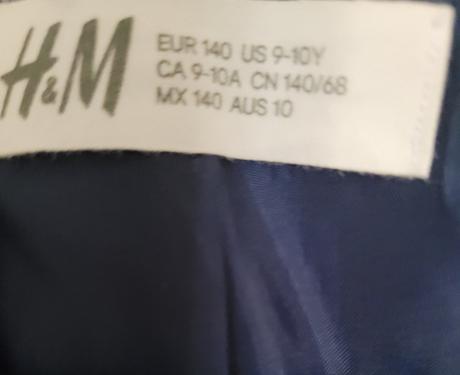 H&M
EUR 140 US 9-10Y
CA 9-10A CN 140/68
MX 140 AUS 10